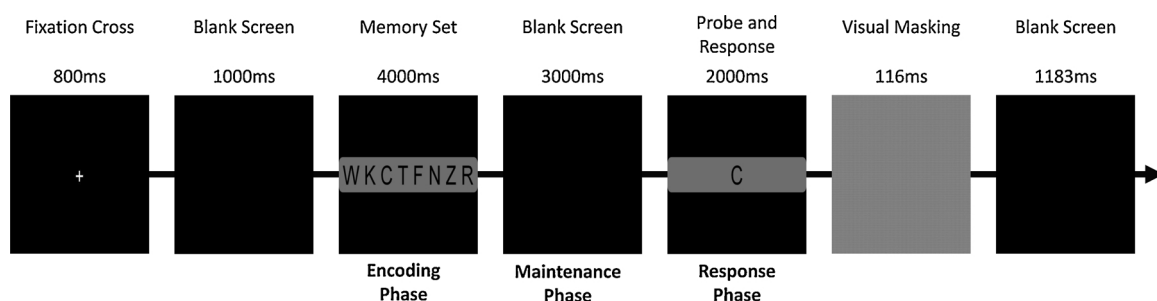 Fixation Cross
800ms
Blank Screen
1000ms
Memory Set
4000ms
WKCTFNZR
Encoding
Phase
Blank Screen
3000ms
Maintenance
Phase
Probe and
Response
2000ms
C
Response
Phase
Visual Masking
116ms
Blank Screen
1183ms